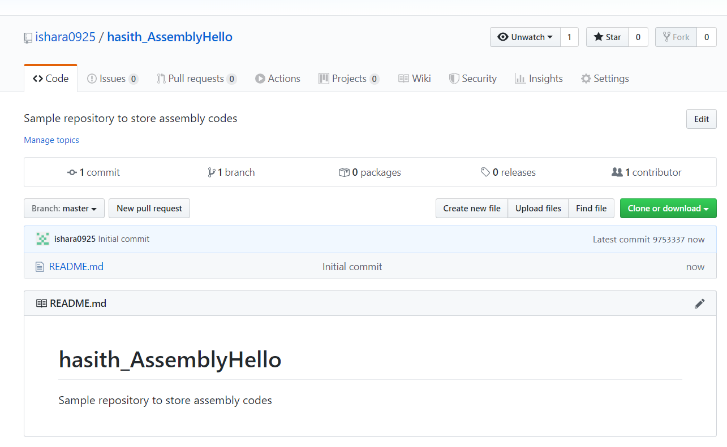 ishara0925 / hasith_AssemblyHello
Unwatch 1 Star 0 Fork 0
Code Issues 0 Pull requests 0 Actions Projects 0 Wiki Security Insights Settings
Sample repository to store assembly codes Edit
Manage topics
1 commit 1 branch 0 packages 0 releases 1 contributor
Branch: master New pull request Create new file Upload files Find file Clone or download
ishara0925 Initial commit Latest commit 9753337 now
README.md Initial commit now
README.md
hasith_AssemblyHello
Sample repository to store assembly codes